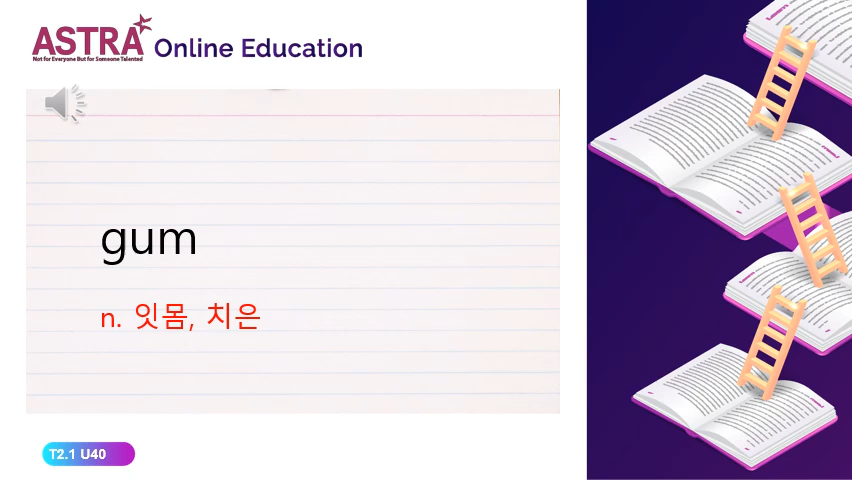 ASTRA Online Education
Not for Everyone But for Someone Talented
gum
n. 잇몸, 치은
T2.1 U40